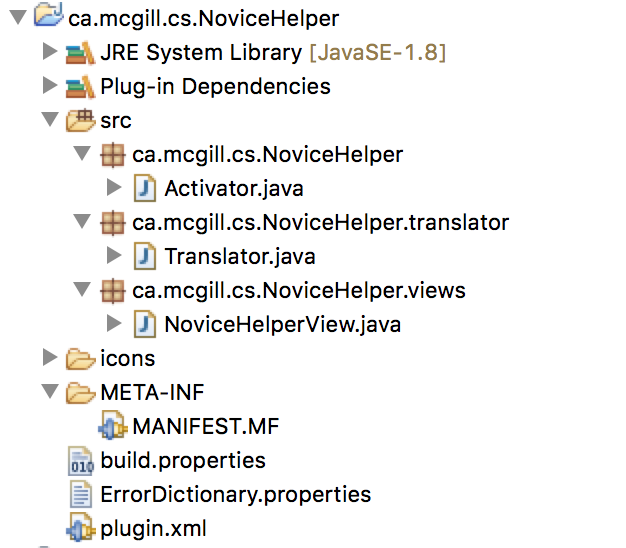 ca.mcgill.cs.NoviceHelper
JRE System Library [JavaSE-1.8]
Plug-in Dependencies
src
ca.mcgill.cs.NoviceHelper
Activator.java
ca.mcgill.cs.NoviceHelper.translator
Translator.java
ca.mcgill.cs.NoviceHelper.views
NoviceHelperView.java
icons
META-INF
MANIFEST.MF
build.properties
ErrorDictionary.properties
plugin.xml